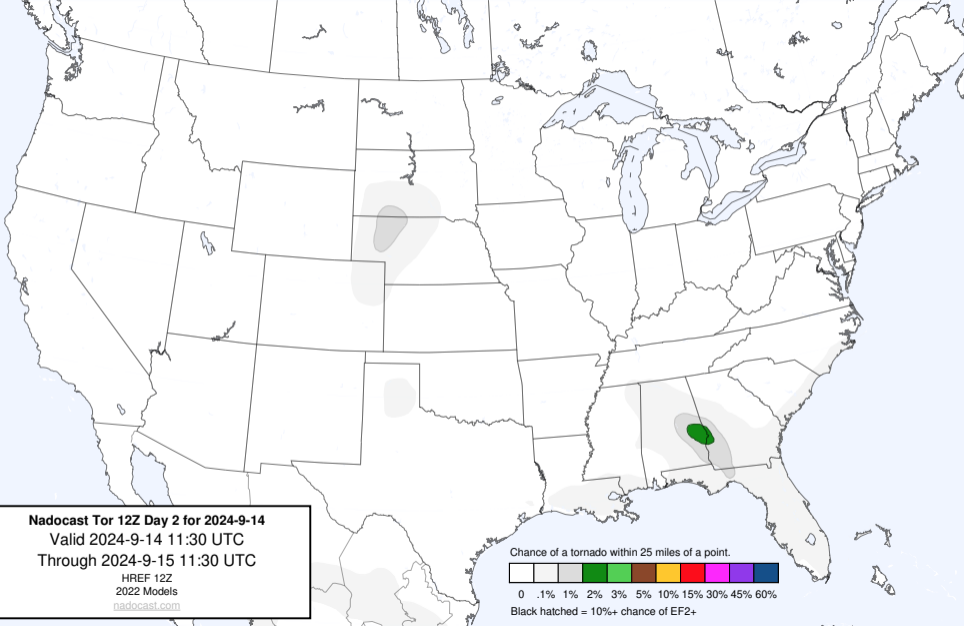 Nadocast Tor 12Z Day 2 for 2024-9-14
Valid 2024-9-14 11:30 UTC
Through 2024-9-15 11:30 UTC
HREF 12Z
2022 Models
nadocast.com
Chance of a tornado within 25 miles of a point.
0 .1% 1% 2% 3% 5% 10% 15% 30% 45% 60%
Black hatched = 10%+ chance of EF2+